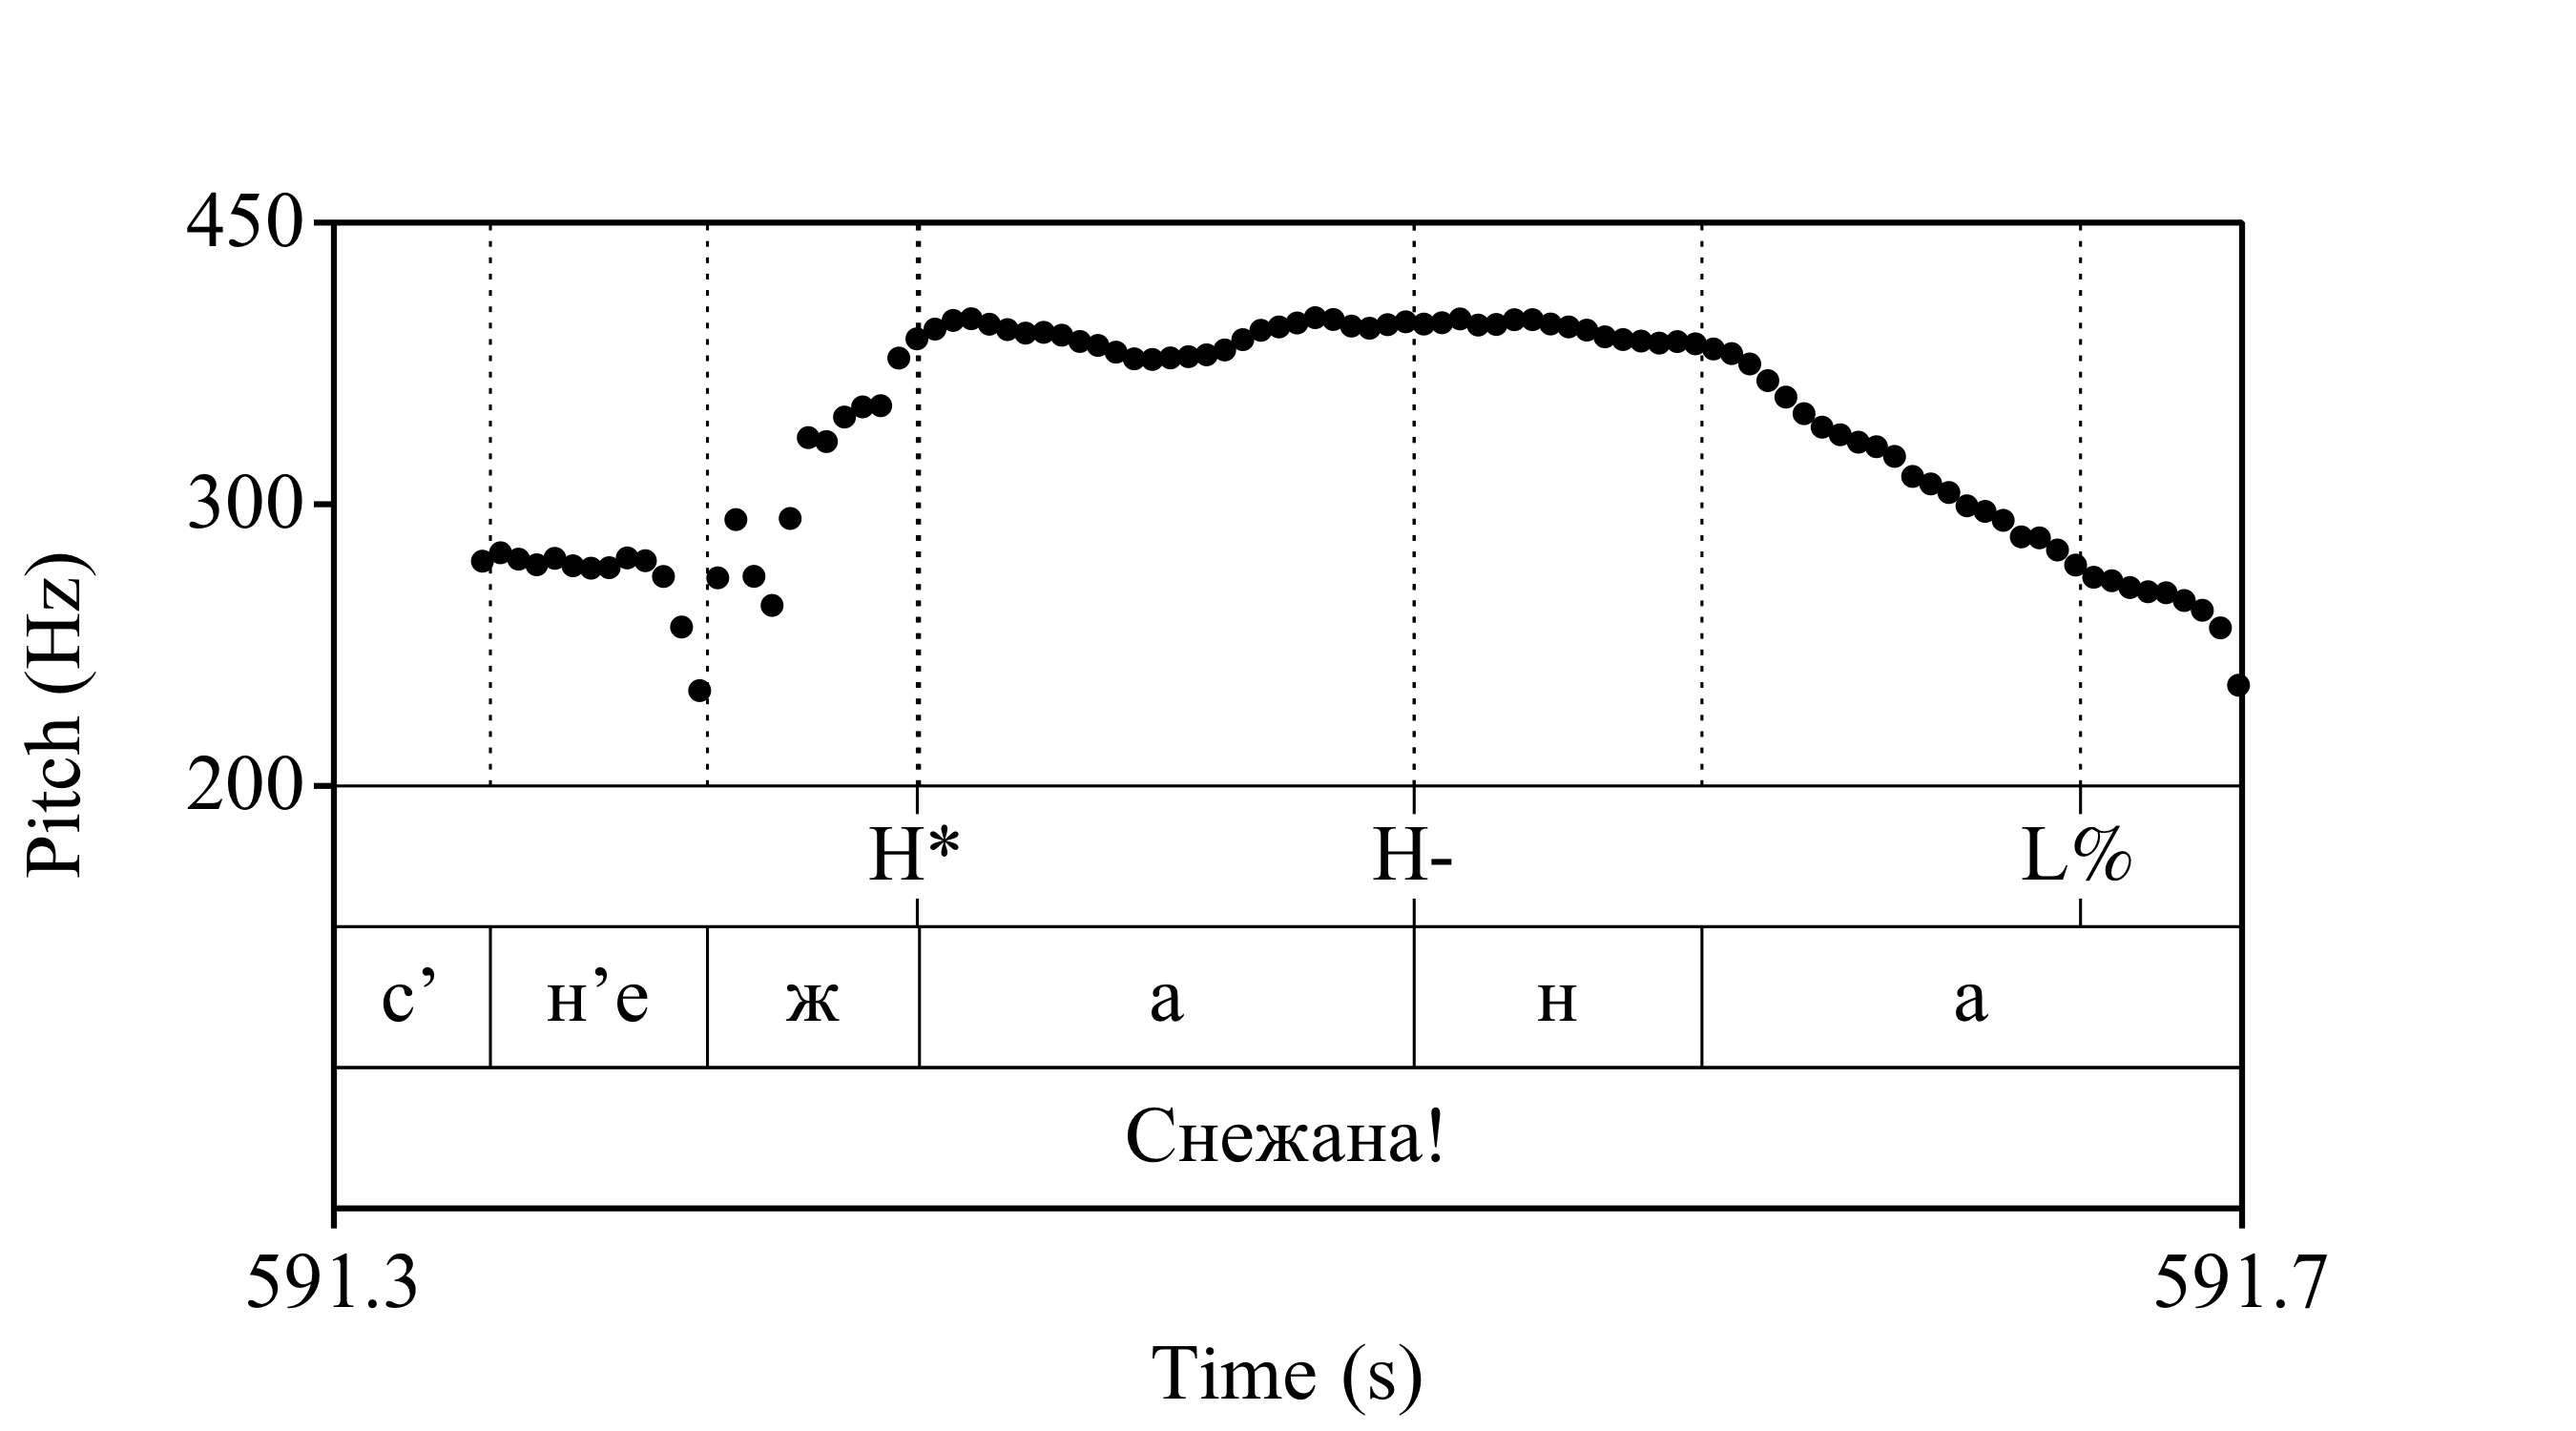 450
300
200
Pitch (Hz)
H* H- L%
с’ н’е ж а н а
Снежана!
591.3 591.7
Time (s)